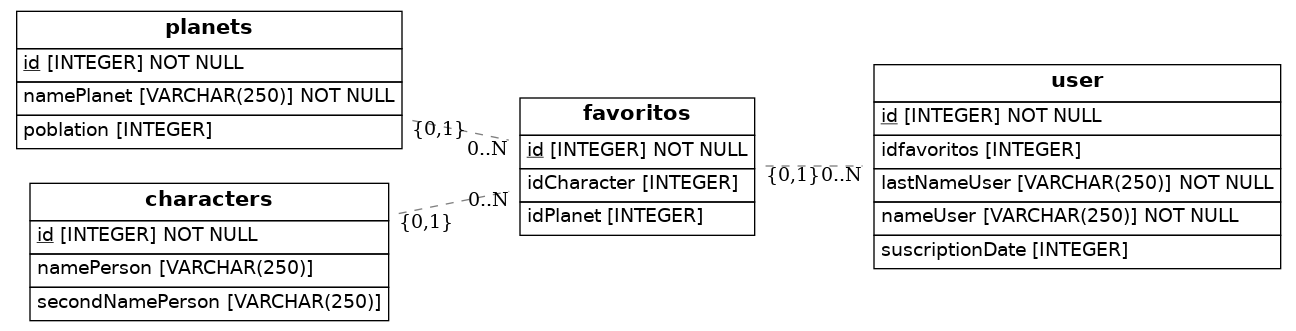 planets
id [INTEGER] NOT NULL
namePlanet [VARCHAR(250)] NOT NULL
poblation [INTEGER]
{0,1}
0..N
characters
id [INTEGER] NOT NULL
namePerson [VARCHAR(250)]
secondNamePerson [VARCHAR(250)]
{0,1}
0..N
favoritos
id [INTEGER] NOT NULL
idCharacter [INTEGER]
idPlanet [INTEGER]
{0,1}
0..N
user
id [INTEGER] NOT NULL
idfavoritos [INTEGER]
lastNameUser [VARCHAR(250)] NOT NULL
nameUser [VARCHAR(250)] NOT NULL
suscriptionDate [INTEGER]